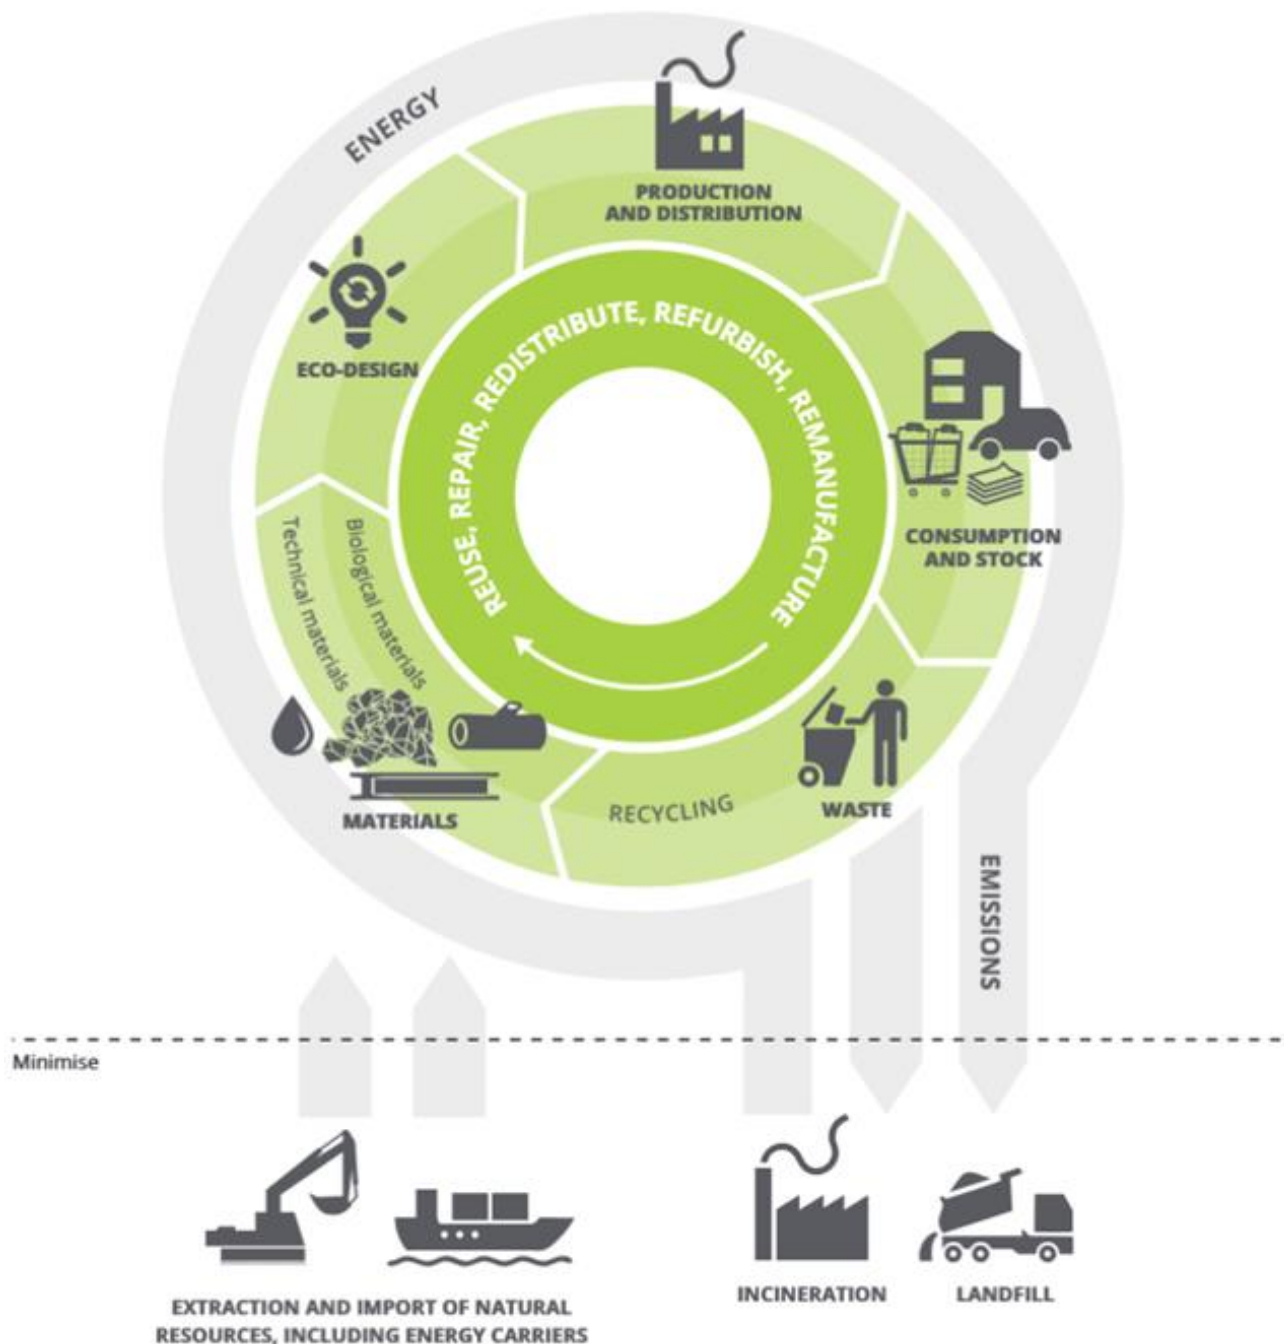 ENERGY
PRODUCTION
AND DISTRIBUTION
ECO-DESIGN
REUSE, REPAIR, REDISTRIBUTE, REFURBISH, REMANUFACTURE
CONSUMPTION
AND STOCK
Technical materials
Biological materials
MATERIALS
RECYCLING
WASTE
EMISSIONS
Minimise
EXTRACTION AND IMPORT OF NATURAL
RESOURCES, INCLUDING ENERGY CARRIERS
INCINERATION
LANDFILL